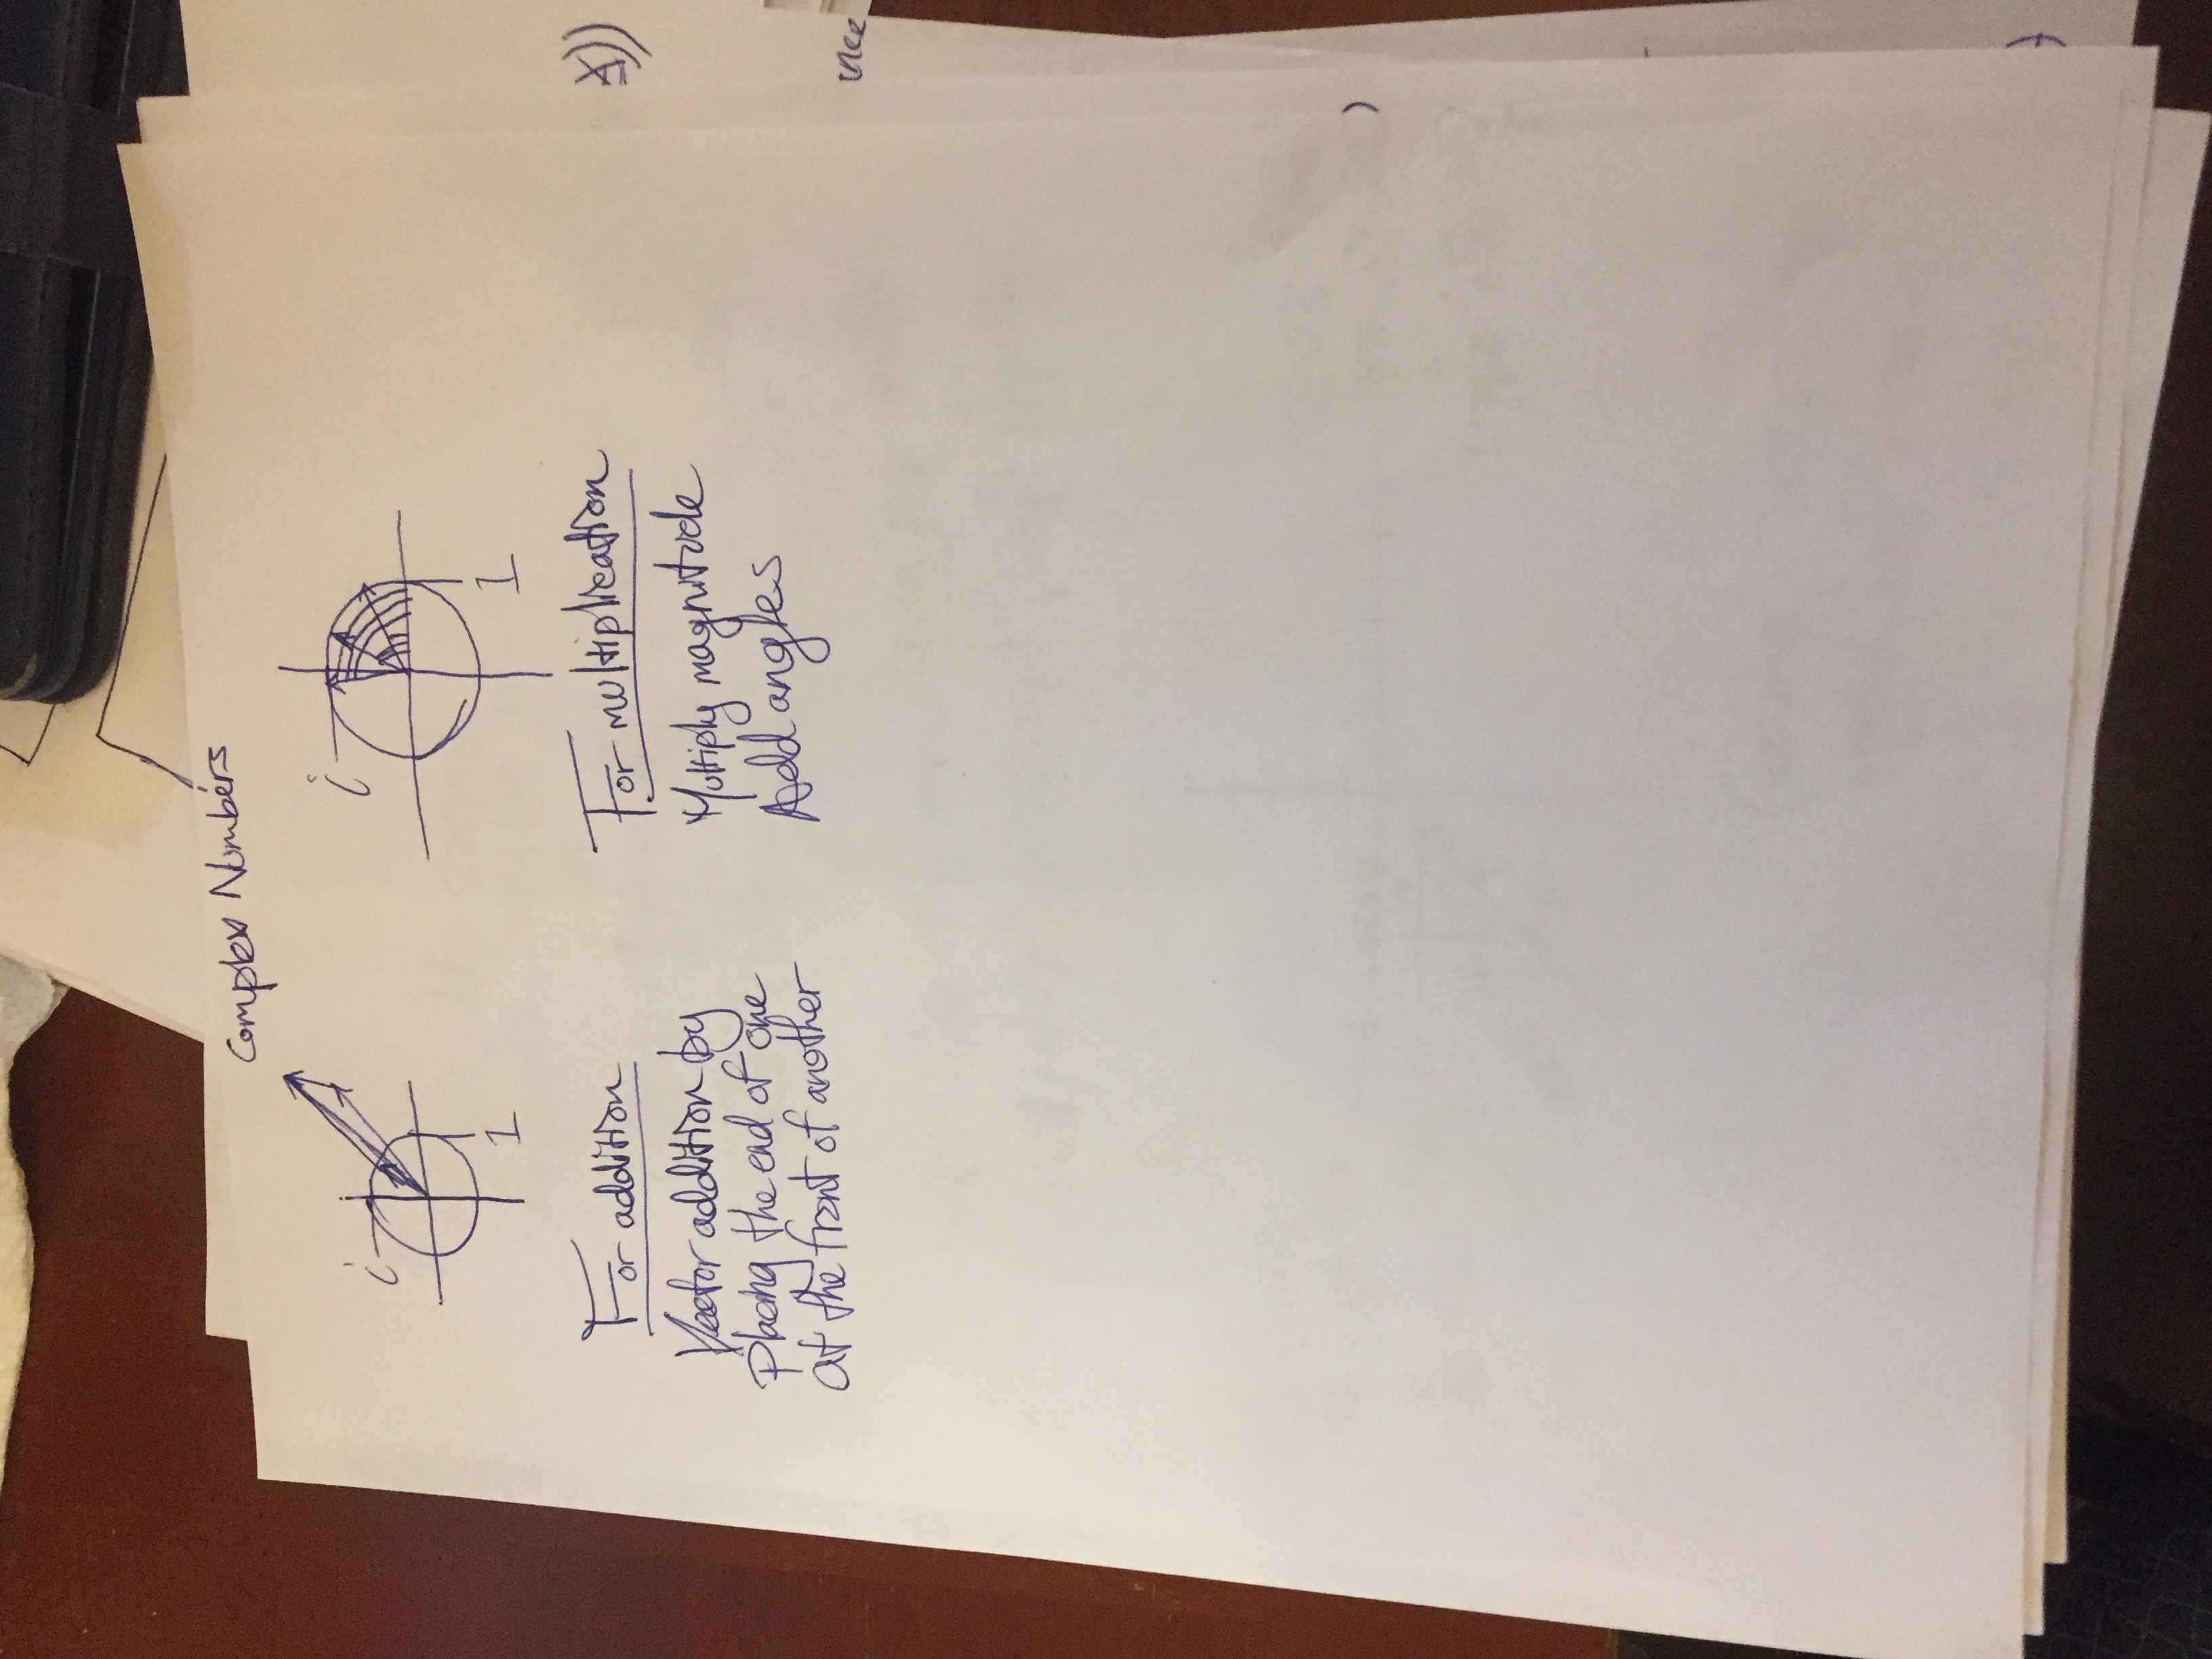 Complex Numbers
i
1
i
1
For addition
Vector addition by
placing the end of one
at the front of another
For multiplication
Multiply magnitude
Add angles